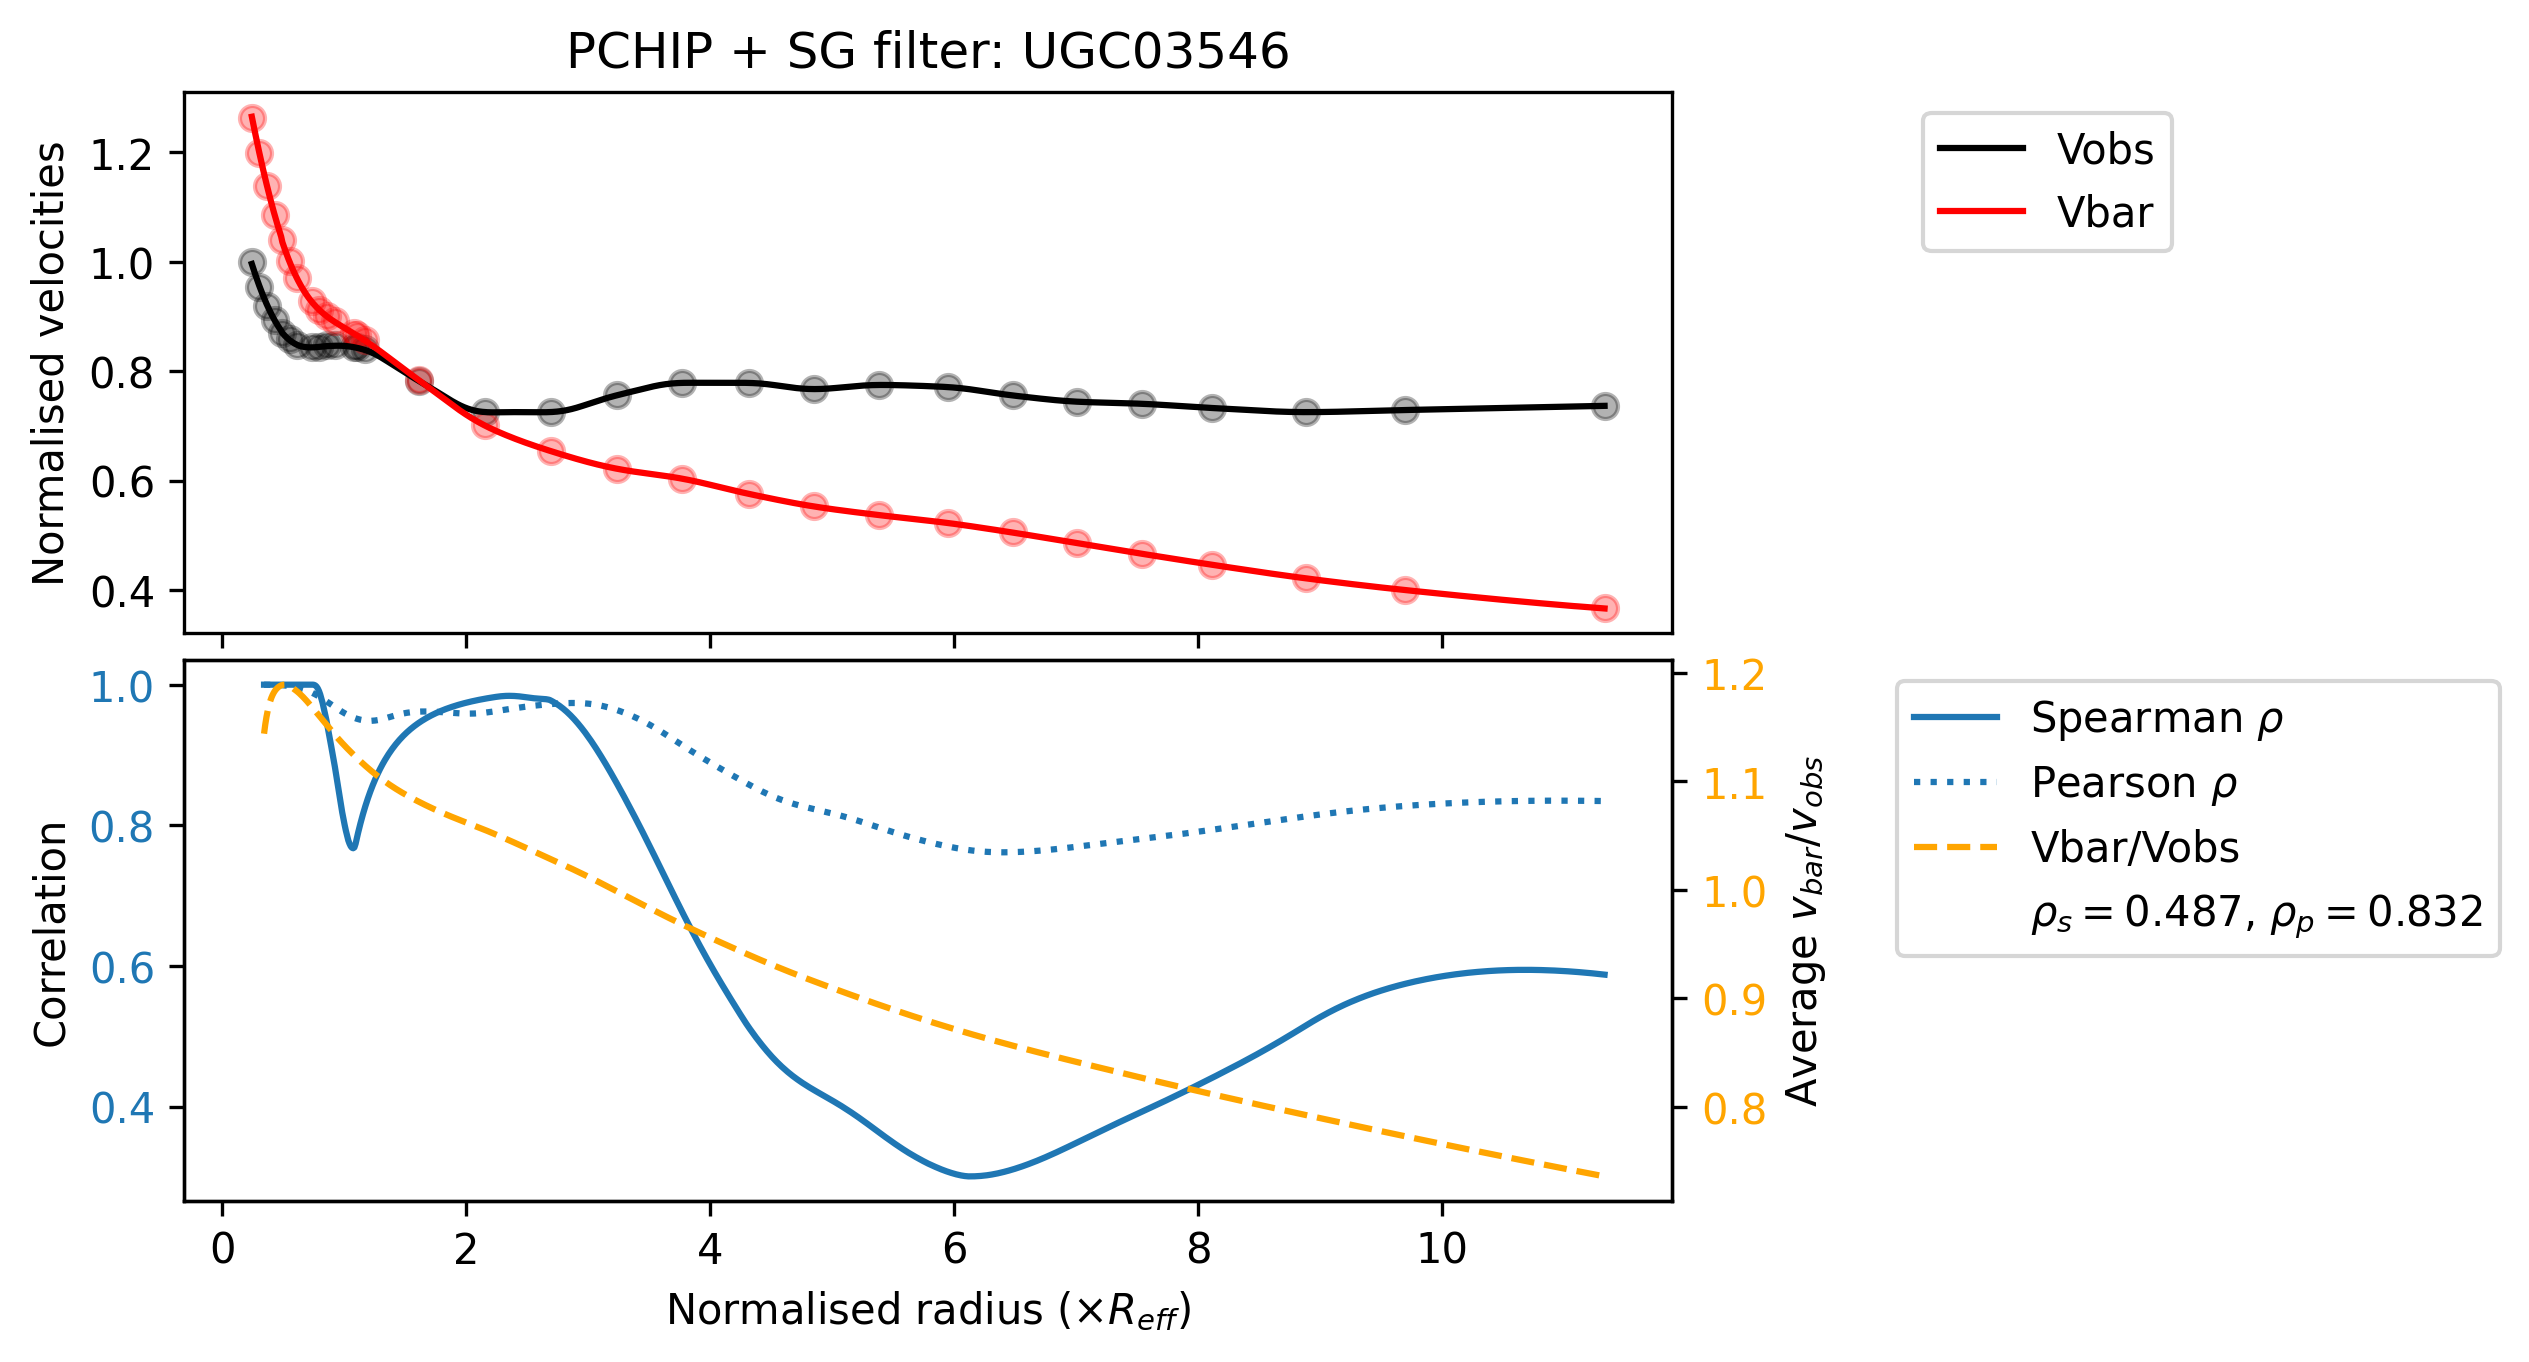 PCHIP + SG filter: UGC03546
Normalised velocities
1.2
1.0
0.8
0.6
0.4
Vobs
Vbar
Correlation
1.0
0.8
0.6
0.4
1.2
1.1
1.0
0.9
0.8
Average v_bar/v_obs
Spearman ρ
Pearson ρ
Vbar/Vobs
ρ_s = 0.487, ρ_p = 0.832
0 2 4 6 8 10
Normalised radius (×R_eff)